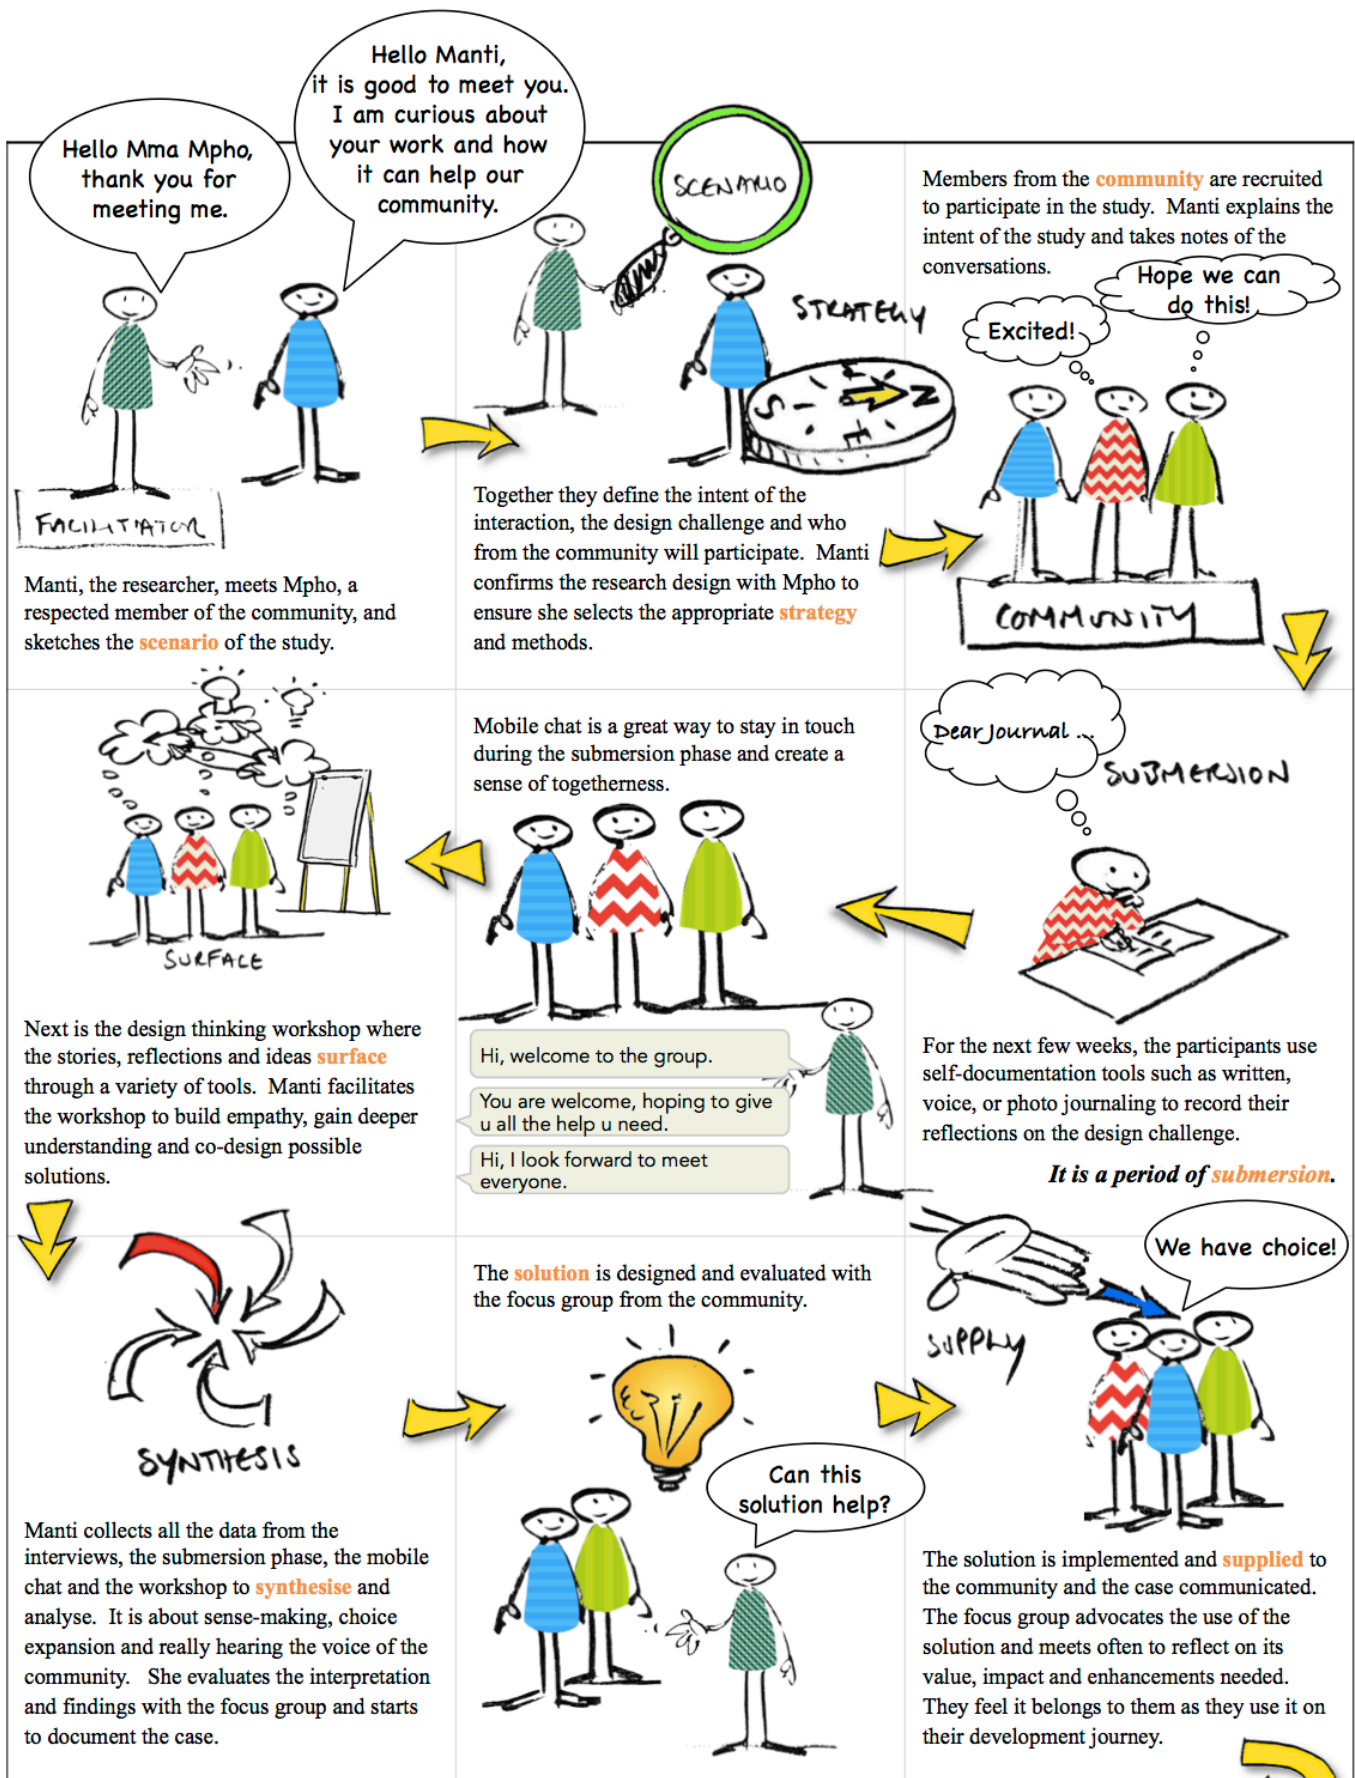 Hello Mma Mpho,
thank you for
meeting me.
Hello Manti,
it is good to meet you.
I am curious about
your work and how
it can help our
community.
FACILITATOR
Manti, the researcher, meets Mpho, a
respected member of the community, and
sketches the scenario of the study.
SCENARIO
STRATEGY
S
N
E
Together they define the intent of the
interaction, the design challenge and who
from the community will participate. Manti
confirms the research design with Mpho to
ensure she selects the appropriate strategy
and methods.
Members from the community are recruited
to participate in the study. Manti explains the
intent of the study and takes notes of the
conversations.
Excited!
Hope we can
do this!
COMMUNITY
Dear Journal ...
SUBMERSION
For the next few weeks, the participants use
self-documentation tools such as written,
voice, or photo journaling to record their
reflections on the design challenge.
It is a period of submersion.
Mobile chat is a great way to stay in touch
during the submersion phase and create a
sense of togetherness.
Hi, welcome to the group.
You are welcome, hoping to give
u all the help u need.
Hi, I look forward to meet
everyone.
SURFACE
Next is the design thinking workshop where
the stories, reflections and ideas surface
through a variety of tools. Manti facilitates
the workshop to build empathy, gain deeper
understanding and co-design possible
solutions.
SYNTHESIS
Manti collects all the data from the
interviews, the submersion phase, the mobile
chat and the workshop to synthesise and
analyse. It is about sense-making, choice
expansion and really hearing the voice of the
community. She evaluates the interpretation
and findings with the focus group and starts
to document the case.
The solution is designed and evaluated with
the focus group from the community.
Can this
solution help?
SUPPLY
We have choice!
The solution is implemented and supplied to
the community and the case communicated.
The focus group advocates the use of the
solution and meets often to reflect on its
value, impact and enhancements needed.
They feel it belongs to them as they use it on
their development journey.